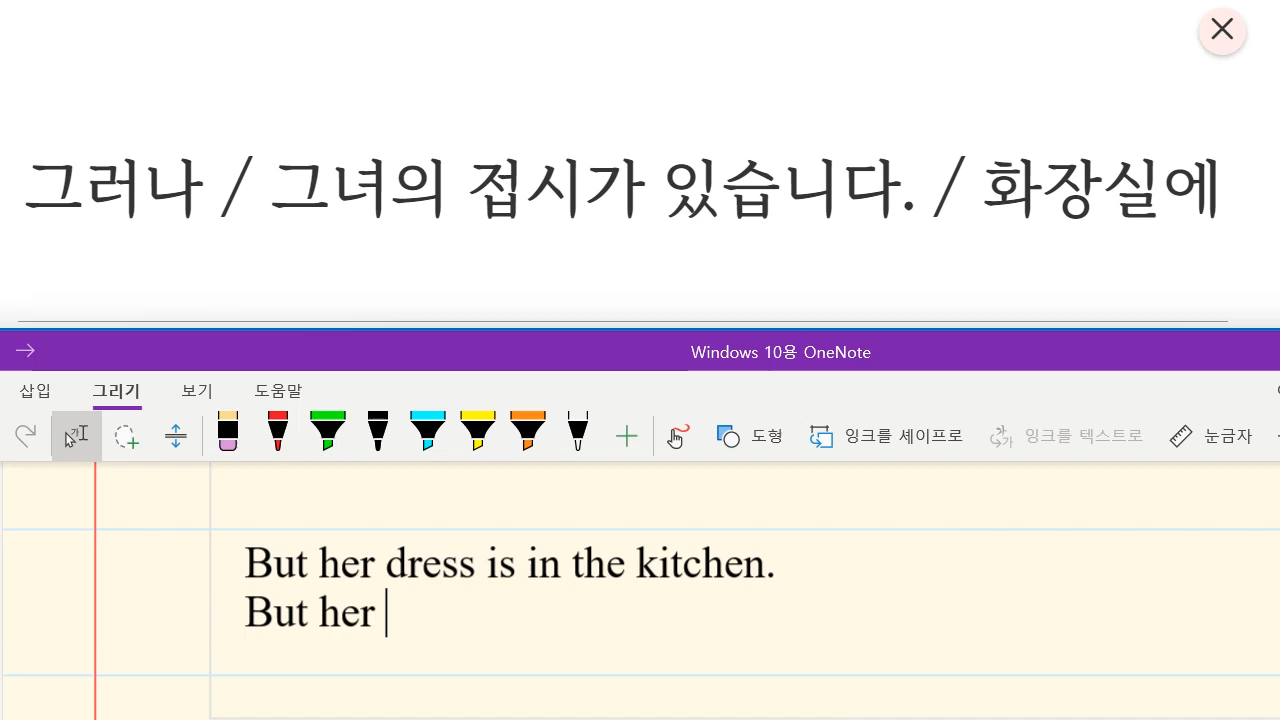 그러나 / 그녀의 접시가 있습니다. / 화장실에
Windows 10용 OneNote
삽입 그리기 보기 도움말
도형 잉크를 셰이프로 잉크를 텍스트로 눈금자
But her dress is in the kitchen.
But her